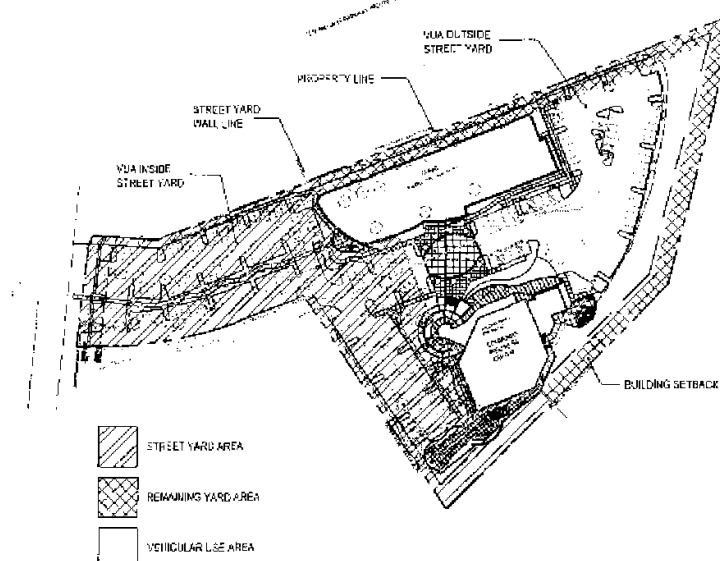 VUA OUTSIDE
STREET YARD
PROPERTY LINE
STREET YARD
WALL LINE
VUA INSIDE
STREET YARD
BUILDING SETBACK
STREET YARD AREA
REMAINING YARD AREA
VEHICULAR USE AREA